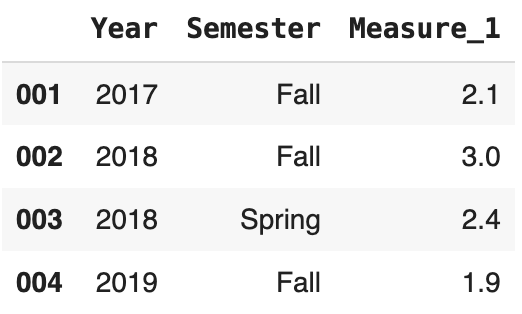 Year Semester Measure_1
001 2017 Fall 2.1
002 2018 Fall 3.0
003 2018 Spring 2.4
004 2019 Fall 1.9